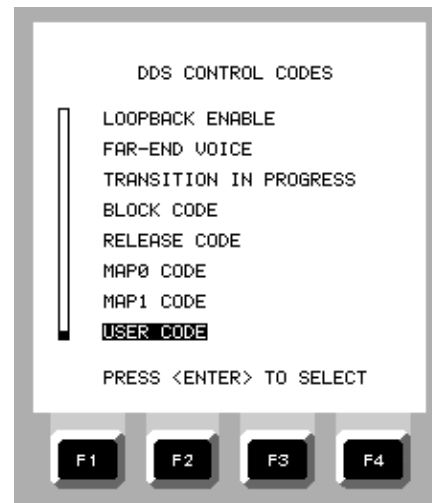 DDS CONTROL CODES
LOOPBACK ENABLE
FAR-END VOICE
TRANSITION IN PROGRESS
BLOCK CODE
RELEASE CODE
MAP0 CODE
MAP1 CODE
USER CODE
PRESS <ENTER> TO SELECT
F1 F2 F3 F4